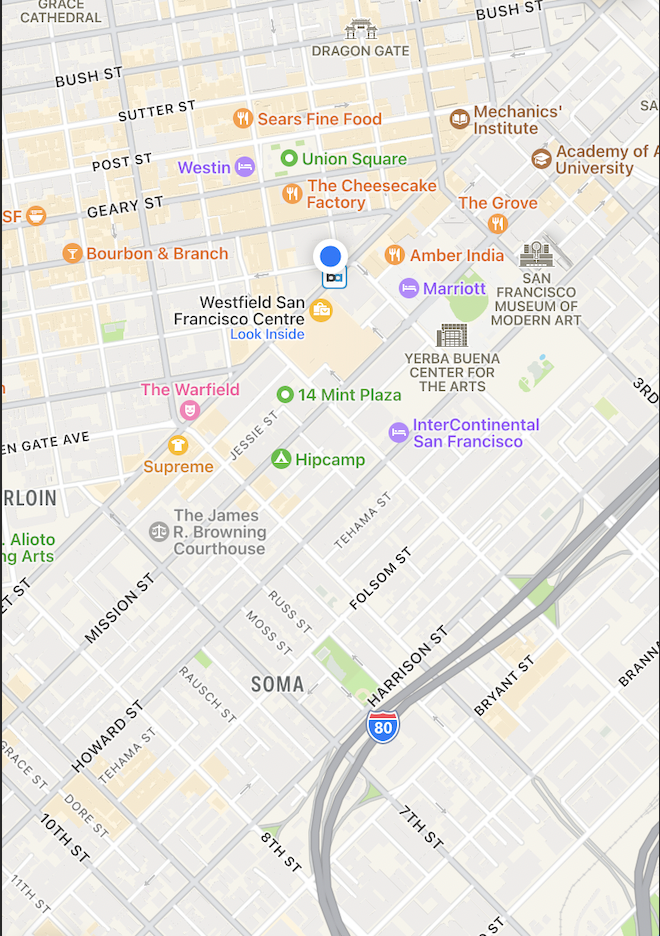 GRACE
CATHEDRAL
BUSH ST
DRAGON GATE
BUSH ST
SUTTER ST
Sears Fine Food
Mechanics'
Institute
SA
POST ST
Westin
Union Square
Academy of A
University
The Cheesecake
Factory
GEARY ST
SF
The Grove
Bourbon & Branch
Amber India
ba
Marriott
SAN
FRANCISCO
MUSEUM OF
MODERN ART
Westfield San
Francisco Centre
Look Inside
YERBA BUENA
CENTER FOR
THE ARTS
The Warfield
14 Mint Plaza
3RD
JESSIE ST
InterContinental
San Francisco
EN GATE AVE
Supreme
Hipcamp
RLOIN
The James
R. Browning
Courthouse
TEHAMA ST
. Alioto
ng Arts
ET ST
MISSION ST
FOLSOM ST
RUSS ST
MOSS ST
HARRISON ST
BRANNA
SOMA
RAUSCH ST
BRYANT ST
80
HOWARD ST
TEHAMA ST
GRACE ST
DORE ST
10TH ST
8TH ST
7TH ST
11TH ST
O ST